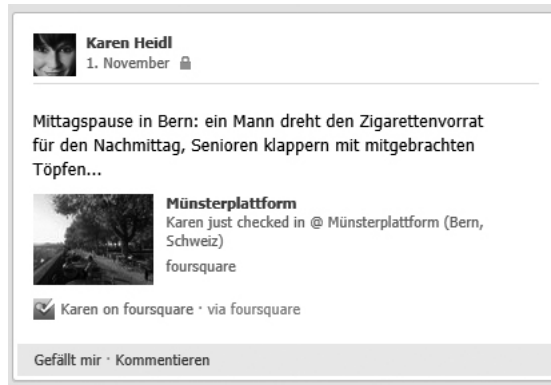 Karen Heidl
1. November
Mittagspause in Bern: ein Mann dreht den Zigarettenvorrat
für den Nachmittag, Senioren klappern mit mitgebrachten
Töpfen...
Münsterplattform
Karen just checked in @ Münsterplattform (Bern,
Schweiz)
foursquare
Karen on foursquare · via foursquare
Gefällt mir · Kommentieren